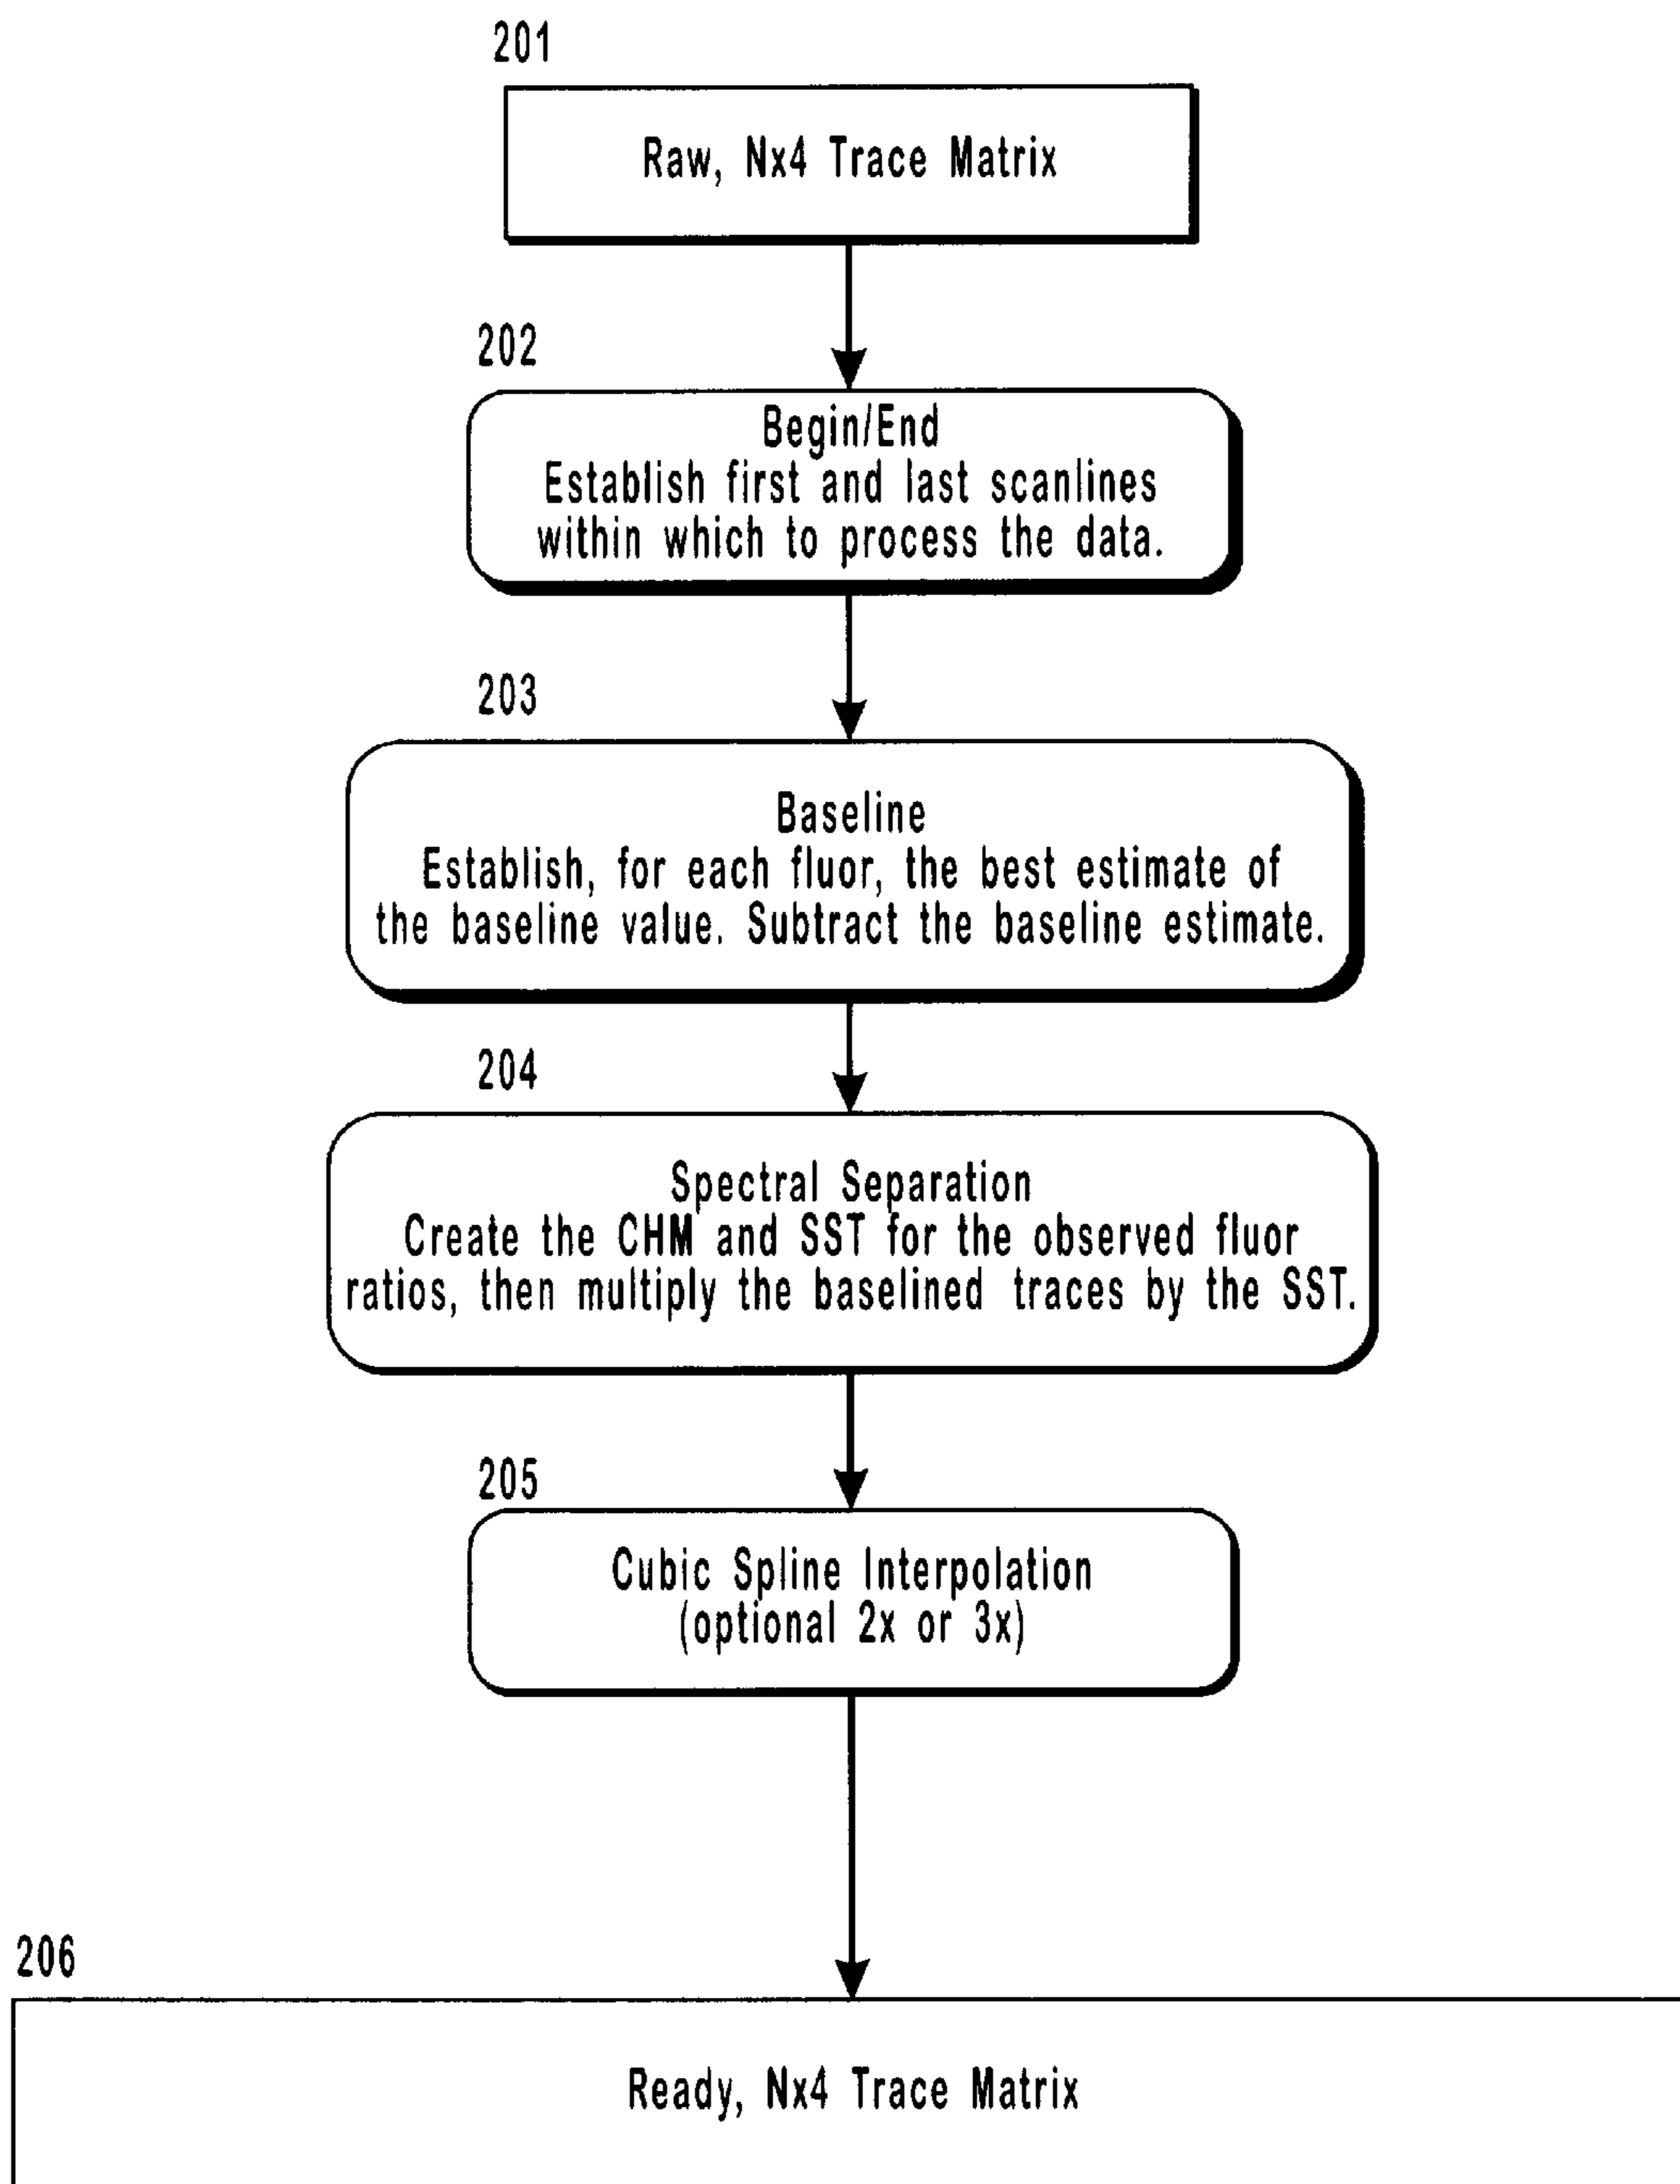 201
Raw, Nx4 Trace Matrix
202
Begin/End
Establish first and last scanlines
within which to process the data.
203
Baseline
Establish, for each fluor, the best estimate of
the baseline value. Subtract the baseline estimate.
204
Spectral Separation
Create the CHM and SST for the observed fluor
ratios, then multiply the baselined traces by the SST.
205
Cubic Spline Interpolation
(optional 2x or 3x)
206
Ready, Nx4 Trace Matrix